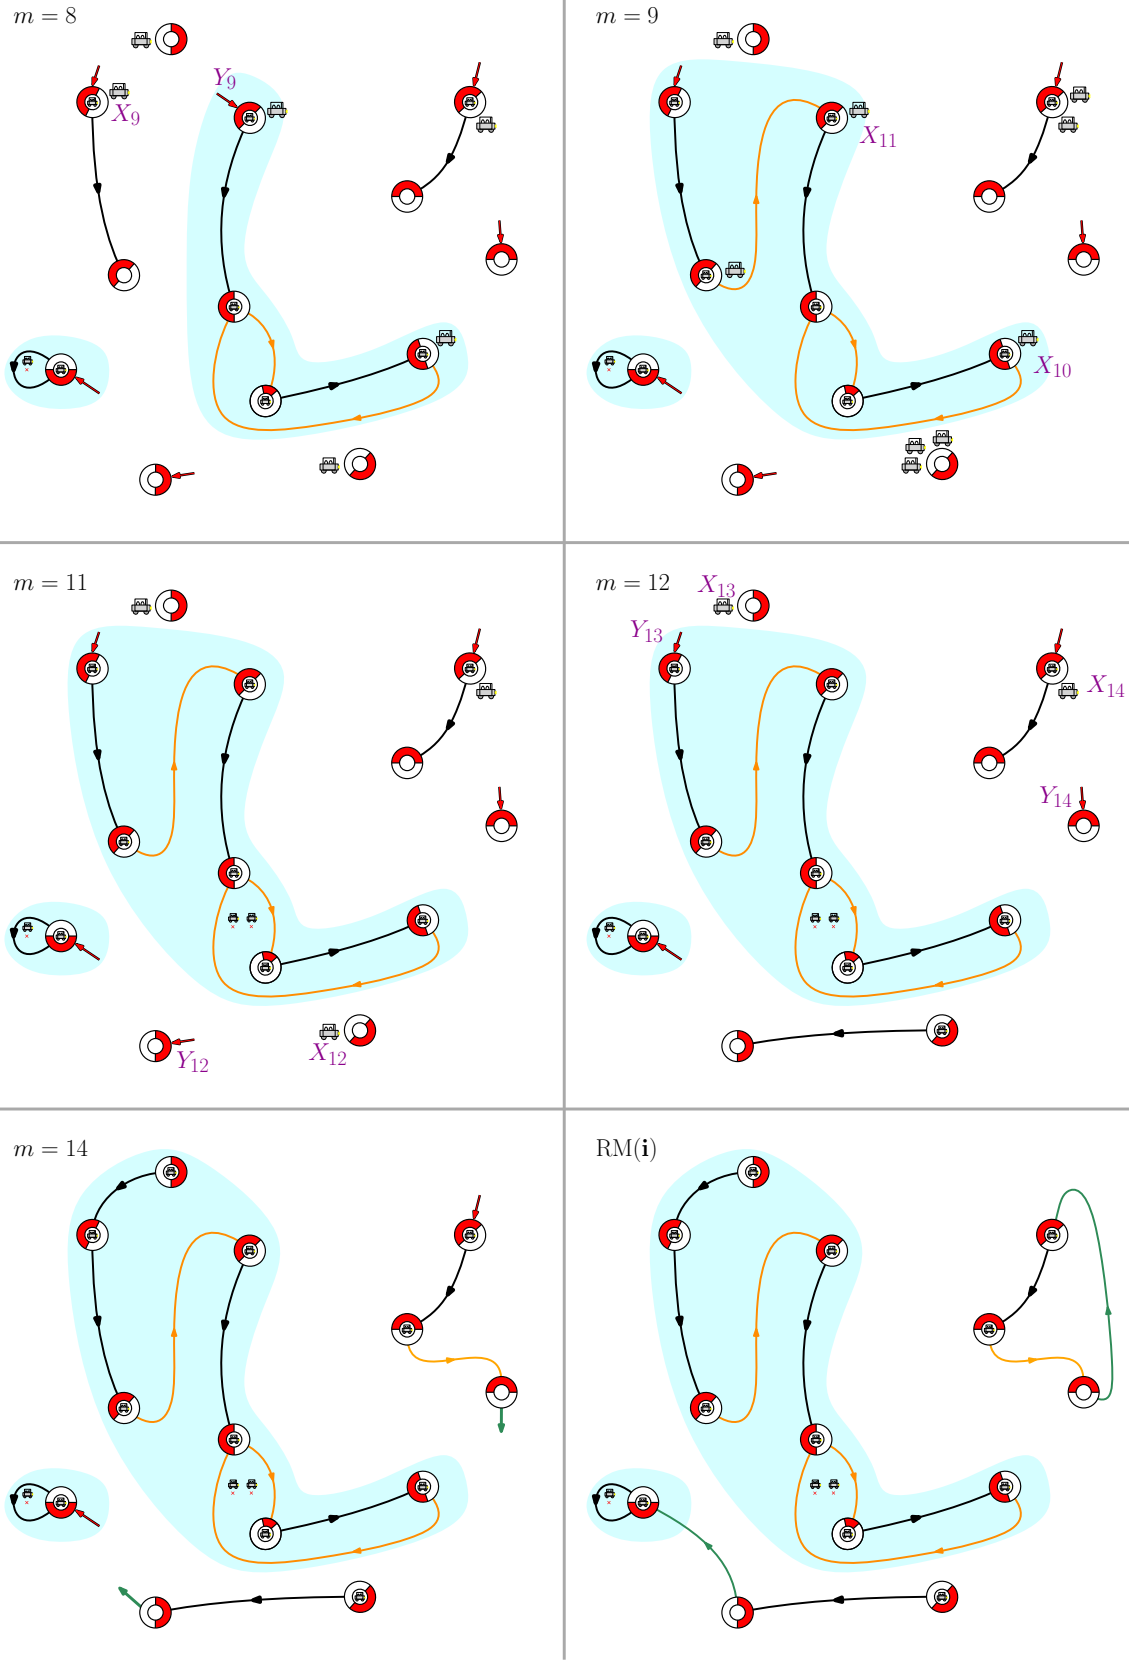 m = 8
Y₉
X₉
m = 9
X₁₁
X₁₀
m = 11
Y₁₂
X₁₂
m = 12
X₁₃
Y₁₃
X₁₄
Y₁₄
m = 14
RM(i)